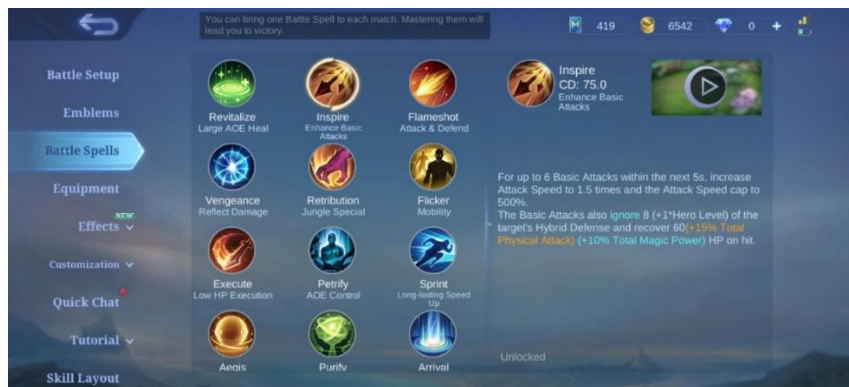 You can bring one Battle Spell to each match. Mastering them will
lead you to victory.
419
6542
0
Battle Setup
Emblems
Battle Spells
Equipment
NEW
Effects
Customization
Quick Chat
Tutorial
Skill Layout
Revitalize
Large AOE Heal
Inspire
Enhance Basic
Attacks
Flameshot
Attack & Defend
Vengeance
Reflect Damage
Retribution
Jungle Special
Flicker
Mobility
Execute
Low HP Execution
Petrify
AOE Control
Sprint
Long-lasting Speed
Up
Aegis
Purify
Arrival
Inspire
CD: 75.0
Enhance Basic
Attacks
For up to 6 Basic Attacks within the next 5s, increase
Attack Speed to 1.5 times and the Attack Speed cap to
500%.
The Basic Attacks also ignore 8 (+1*Hero Level) of the
target's Hybrid Defense and recover 60(+15% Total
Physical Attack) (+10% Total Magic Power) HP on hit.
Unlocked